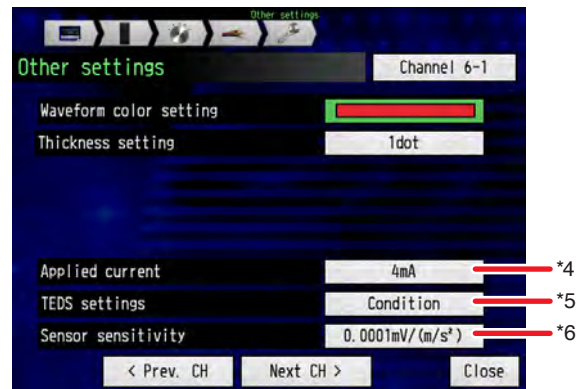 Other settings
Other settings
Channel 6-1
Waveform color setting
Thickness setting
1dot
Applied current
4mA
*4
TEDS settings
Condition
*5
Sensor sensitivity
0.0001mV/(m/s²)
*6
< Prev. CH
Next CH >
Close